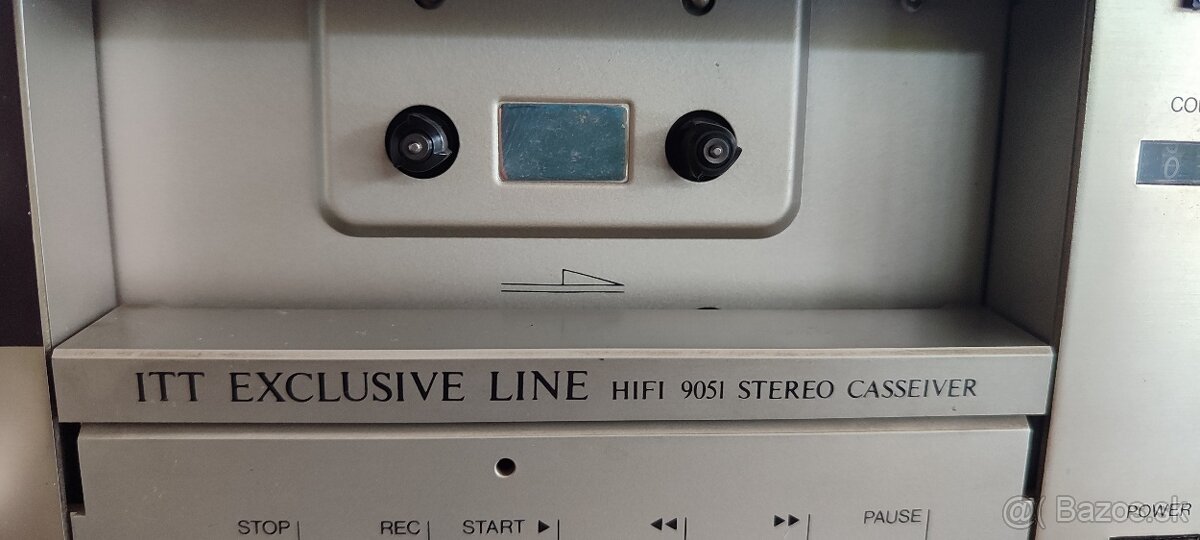 ITT EXCLUSIVE LINE HIFI 9051 STEREO CASSEIVER
STOP REC START ▶ ◀◀ ▶▶ PAUSE
POWER
@( Bazos.sk